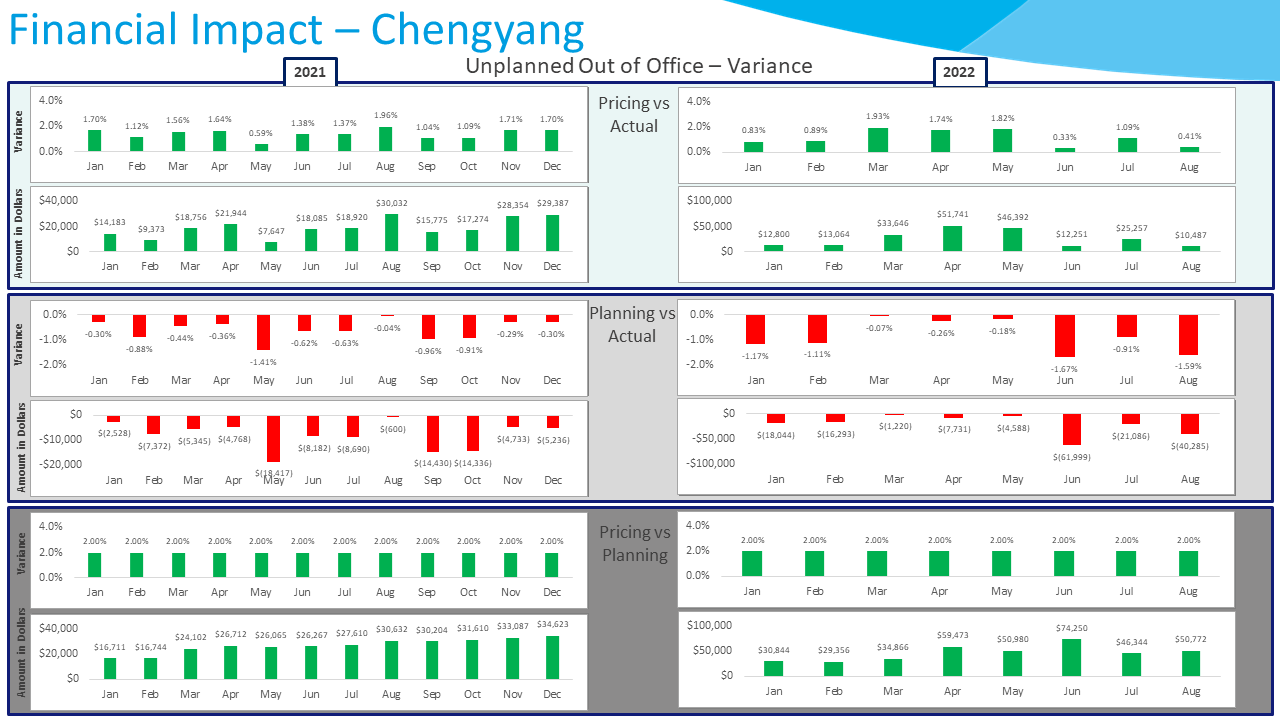 Financial Impact – Chengyang
Unplanned Out of Office – Variance
2021
2022
Pricing vs
Actual
Variance
4.0%
2.0%
0.0%
1.70% 1.12% 1.56% 1.64% 0.59% 1.38% 1.37% 1.96% 1.04% 1.09% 1.71% 1.70%
Jan Feb Mar Apr May Jun Jul Aug Sep Oct Nov Dec
Amount in Dollars
$40,000
$20,000
$0
$14,183 $9,373 $18,756 $21,944 $7,647 $18,085 $18,920 $30,032 $15,775 $17,274 $28,354 $29,387
Jan Feb Mar Apr May Jun Jul Aug Sep Oct Nov Dec
4.0%
2.0%
0.0%
0.83% 0.89% 1.93% 1.74% 1.82% 0.33% 1.09% 0.41%
Jan Feb Mar Apr May Jun Jul Aug
$100,000
$50,000
$0
$12,800 $13,064 $33,646 $51,741 $46,392 $12,251 $25,257 $10,487
Jan Feb Mar Apr May Jun Jul Aug
Planning vs
Actual
Variance
0.0%
-1.0%
-2.0%
-0.30% -0.88% -0.44% -0.36% -1.41% -0.62% -0.63% -0.04% -0.96% -0.91% -0.29% -0.30%
Jan Feb Mar Apr May Jun Jul Aug Sep Oct Nov Dec
Amount in Dollars
$0
-$10,000
-$20,000
$(2,528) $(7,372) $(5,345) $(4,768) $(18,417) $(8,182) $(8,690) $(600) $(14,430) $(14,336) $(4,733) $(5,236)
Jan Feb Mar Apr May Jun Jul Aug Sep Oct Nov Dec
0.0%
-1.0%
-2.0%
-1.17% -1.11% -0.07% -0.26% -0.18% -1.67% -0.91% -1.59%
Jan Feb Mar Apr May Jun Jul Aug
$0
-$50,000
-$100,000
$(18,044) $(16,293) $(1,220) $(7,731) $(4,588) $(61,999) $(21,086) $(40,285)
Jan Feb Mar Apr May Jun Jul Aug
Pricing vs
Planning
Variance
4.0%
2.0%
0.0%
2.00% 2.00% 2.00% 2.00% 2.00% 2.00% 2.00% 2.00% 2.00% 2.00% 2.00% 2.00%
Jan Feb Mar Apr May Jun Jul Aug Sep Oct Nov Dec
Amount in Dollars
$40,000
$20,000
$0
$16,711 $16,744 $24,102 $26,712 $26,065 $26,267 $27,610 $30,632 $30,204 $31,610 $33,087 $34,623
Jan Feb Mar Apr May Jun Jul Aug Sep Oct Nov Dec
4.0%
2.0%
0.0%
2.00% 2.00% 2.00% 2.00% 2.00% 2.00% 2.00% 2.00%
Jan Feb Mar Apr May Jun Jul Aug
$100,000
$50,000
$0
$30,844 $29,356 $34,866 $59,473 $50,980 $74,250 $46,344 $50,772
Jan Feb Mar Apr May Jun Jul Aug